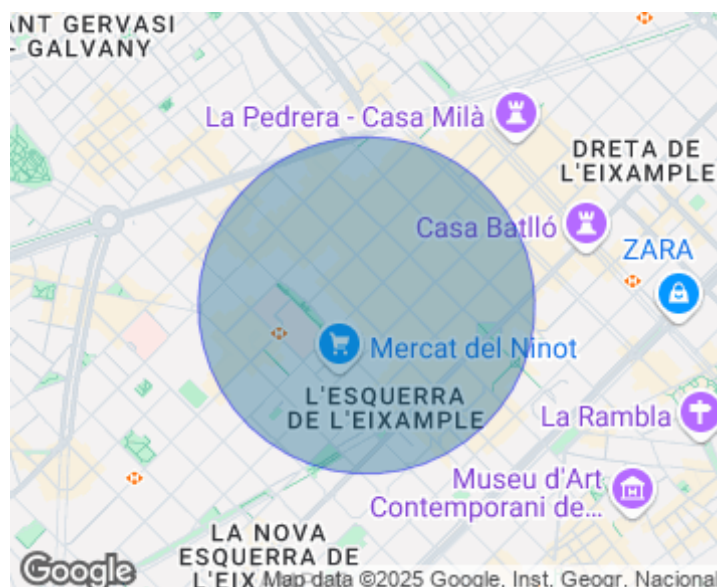 ANT GERVASI
- GALVANY
La Pedrera - Casa Milà
DRETA DE
L'EIXAMPLE
Casa Batlló
ZARA
Mercat del Ninot
L'ESQUERRA
DE L'EIXAMPLE
La Rambla
Museu d'Art
Contemporani de...
LA NOVA
ESQUERRA DE
Google
Map data ©2025 Google, Inst. Geogr. Nacional